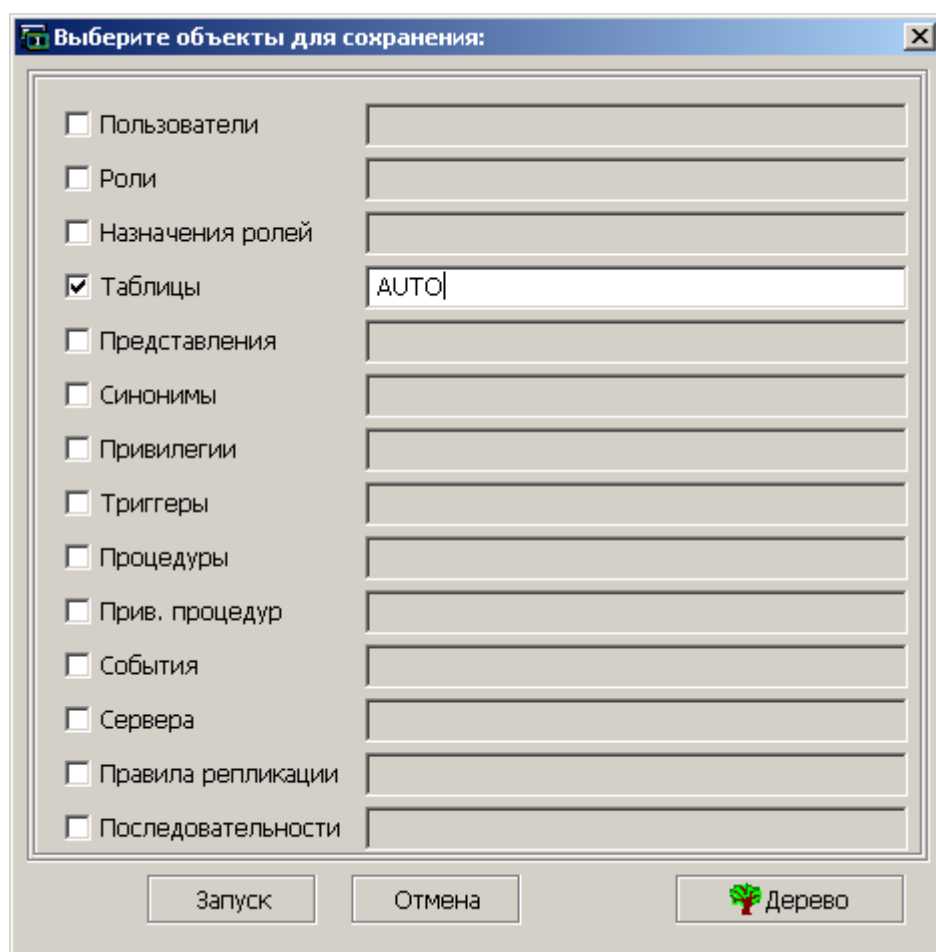 Выберите объекты для сохранения:
Пользователи
Роли
Назначения ролей
Таблицы AUTO
Представления
Синонимы
Привилегии
Триггеры
Процедуры
Прив. процедур
События
Сервера
Правила репликации
Последовательности
Запуск Отмена Дерево